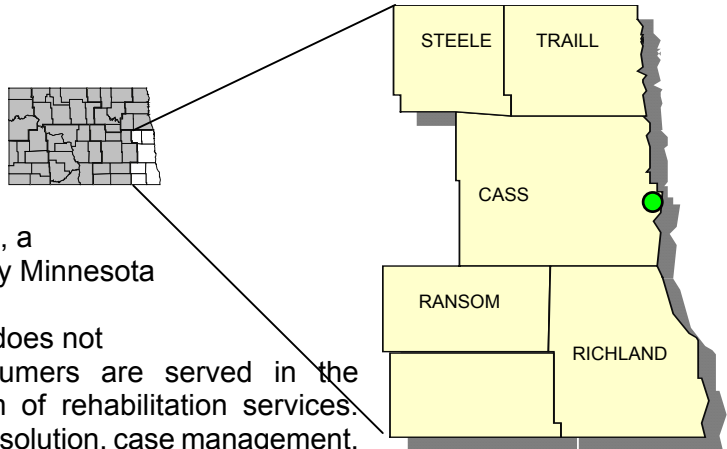 STEELE TRAILL
CASS
RANSOM
RICHLAND
, a
y Minnesota
does not
umers are served in the
n of rehabilitation services.
solution, case management,